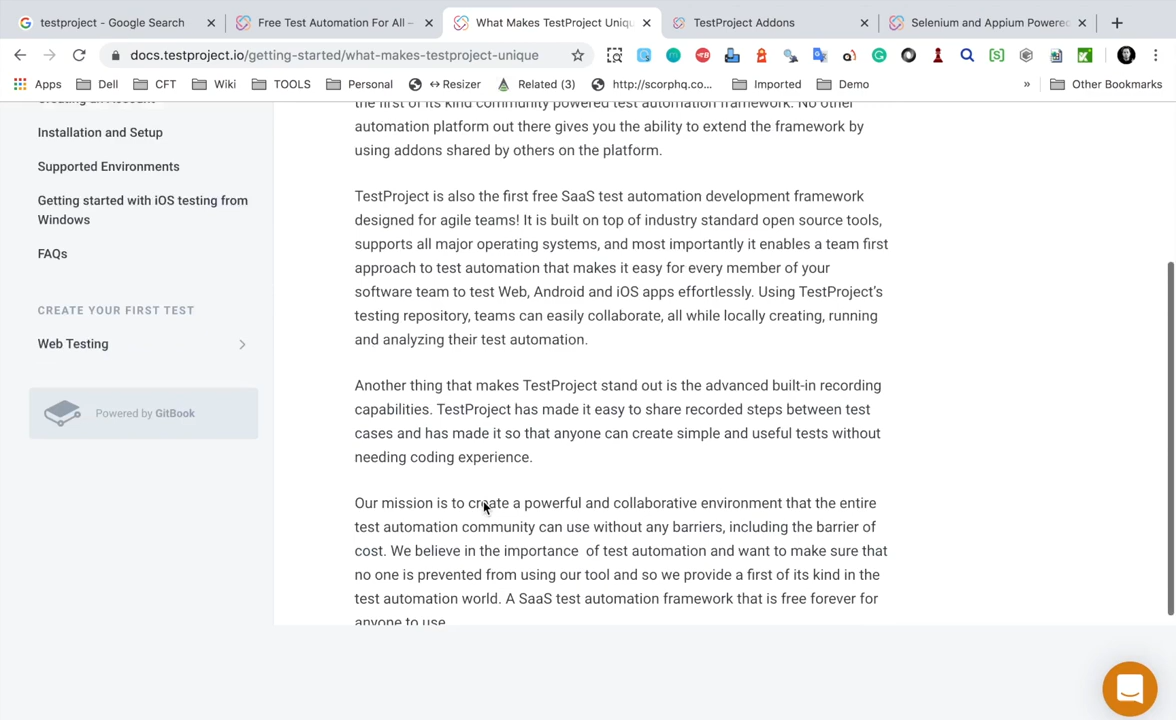 testproject - Google Search
Free Test Automation For All –
What Makes TestProject Uniqu
TestProject Addons
Selenium and Appium Powered
docs.testproject.io/getting-started/what-makes-testproject-unique
Apps
Dell
CFT
Wiki
TOOLS
Personal
↔ Resizer
Related (3)
http://scorphq.co...
Imported
Demo
»
Other Bookmarks
Creating an Account
Installation and Setup
Supported Environments
Getting started with iOS testing from
Windows
FAQs
CREATE YOUR FIRST TEST
Web Testing
Powered by GitBook
the first of its kind community powered test automation framework. No other
automation platform out there gives you the ability to extend the framework by
using addons shared by others on the platform.
TestProject is also the first free SaaS test automation development framework
designed for agile teams! It is built on top of industry standard open source tools,
supports all major operating systems, and most importantly it enables a team first
approach to test automation that makes it easy for every member of your
software team to test Web, Android and iOS apps effortlessly. Using TestProject's
testing repository, teams can easily collaborate, all while locally creating, running
and analyzing their test automation.
Another thing that makes TestProject stand out is the advanced built-in recording
capabilities. TestProject has made it easy to share recorded steps between test
cases and has made it so that anyone can create simple and useful tests without
needing coding experience.
Our mission is to create a powerful and collaborative environment that the entire
test automation community can use without any barriers, including the barrier of
cost. We believe in the importance  of test automation and want to make sure that
no one is prevented from using our tool and so we provide a first of its kind in the
test automation world. A SaaS test automation framework that is free forever for
anyone to use.